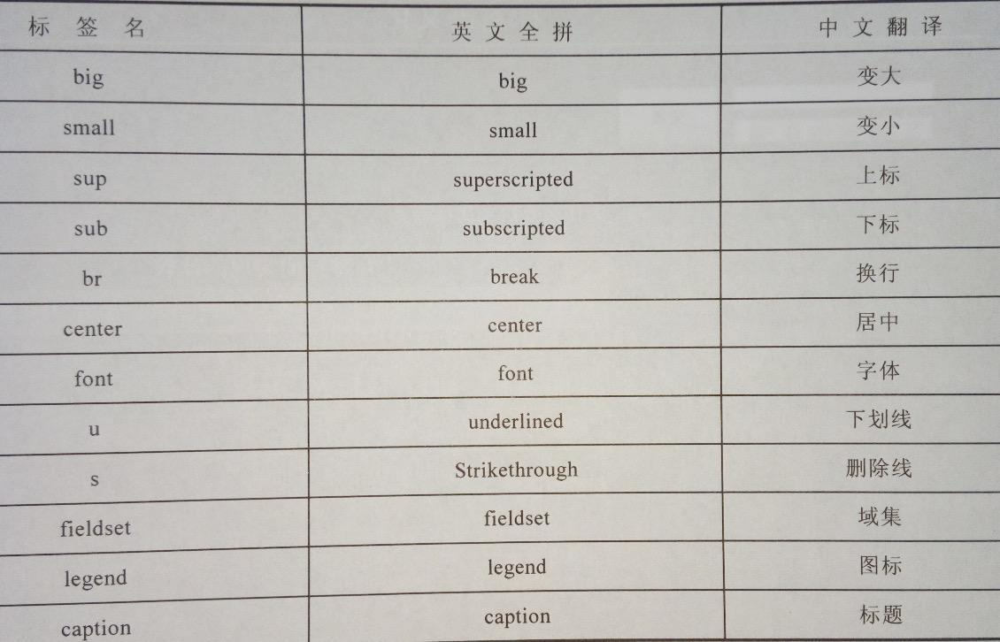 标签名 英文全拼 中文翻译
big big 变大
small small 变小
sup superscripted 上标
sub subscripted 下标
br break 换行
center center 居中
font font 字体
u underlined 下划线
s Strikethrough 删除线
fieldset fieldset 域集
legend legend 图标
caption caption 标题